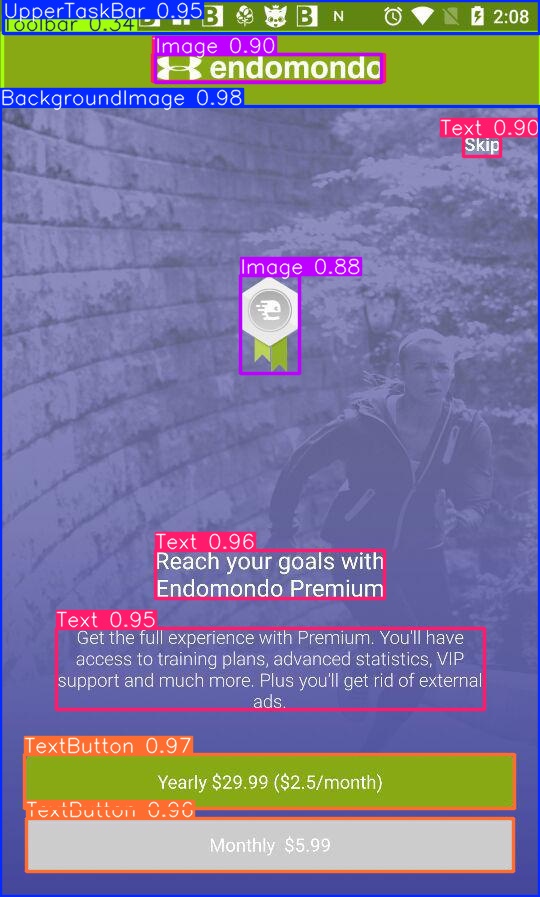 UpperTaskBar 0.95
Toolbar 0.34
B B B N 2:08
Image 0.90
endomondo
BackgroundImage 0.98
Text 0.90
Skip
Image 0.88
Text 0.96
Reach your goals with
Endomondo Premium
Text 0.95
Get the full experience with Premium. You'll have
access to training plans, advanced statistics, VIP
support and much more. Plus you'll get rid of external
ads.
TextButton 0.97
Yearly $29.99 ($2.5/month)
TextButton 0.96
Monthly $5.99